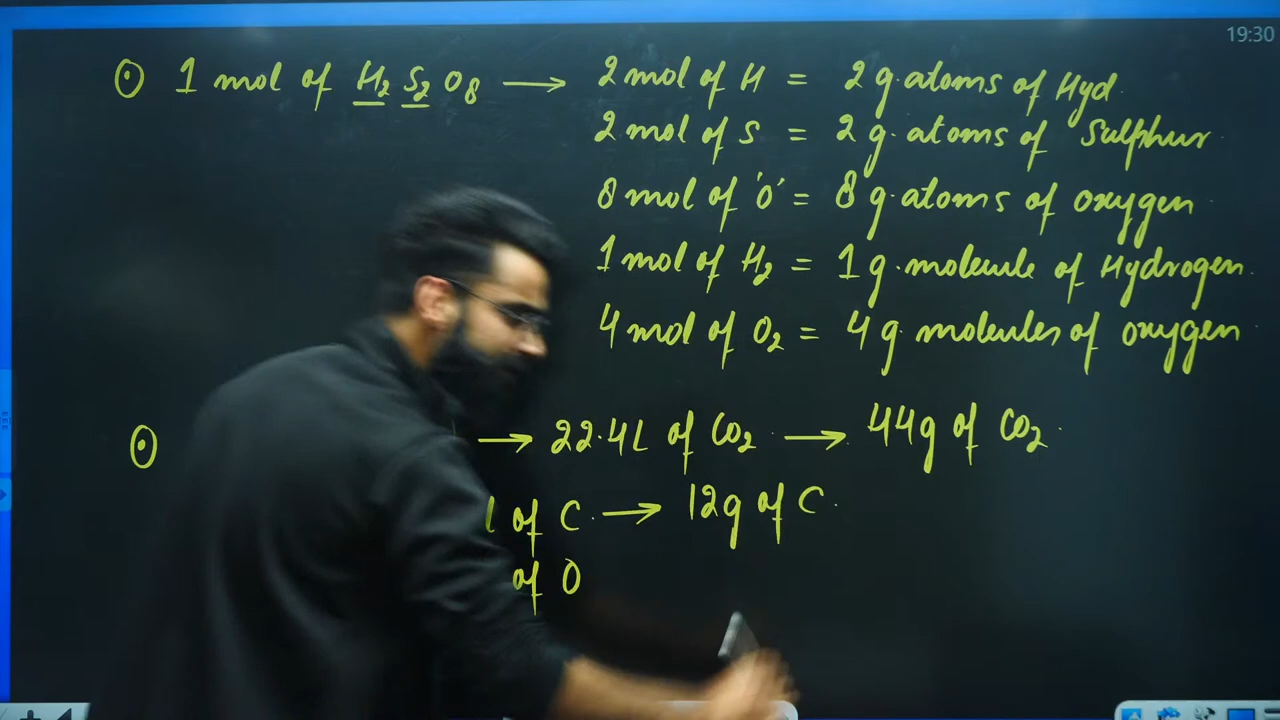 19:30
⊙ 1 mol of H₂ S₂ O₈ ⟶ 2 mol of H = 2 g.atoms of Hyd.
2 mol of S = 2 g. atoms of Sulphur
8 mol of 'O' = 8 g.atoms of oxygen
1 mol of H₂ = 1 g.molecule of Hydrogen.
4 mol of O₂ = 4 g. molecules of oxygen
⊙ ⟶ 22.4L of CO₂ ⟶ 44g of CO₂.
of C. ⟶ 12g of C.
of O